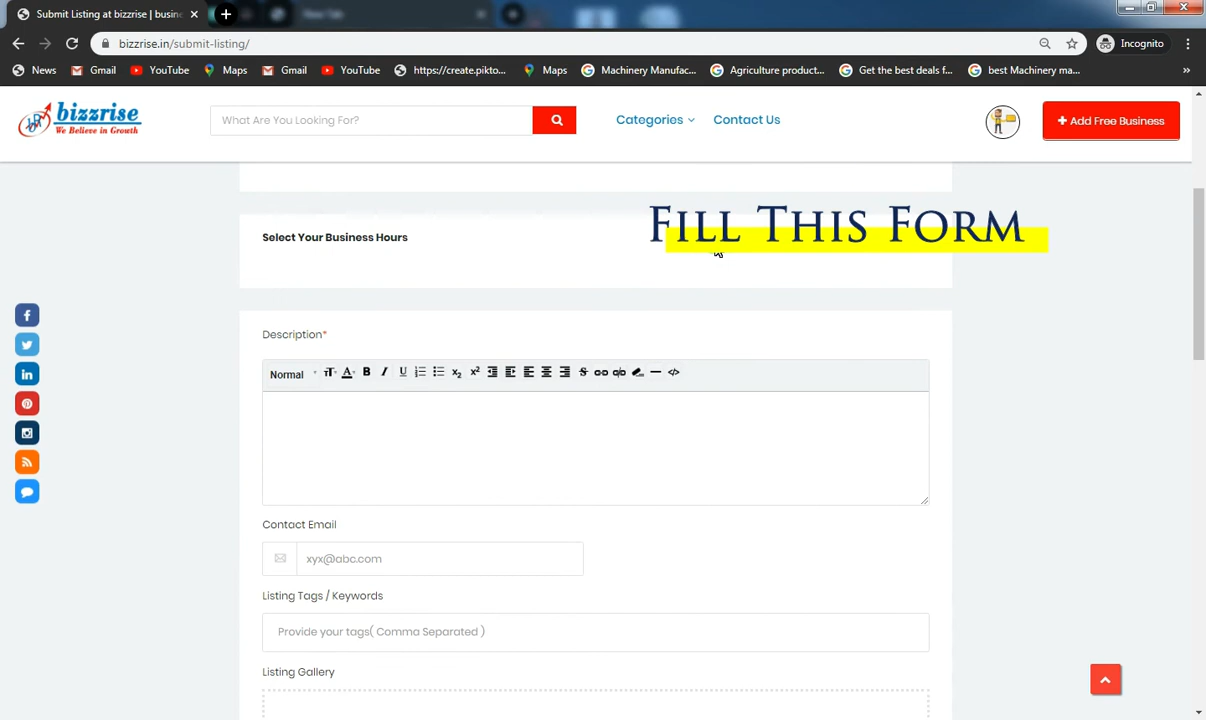 Submit Listing at bizzrise | busin
New Tab
bizzrise.in/submit-listing/
Incognito
News
Gmail
YouTube
Maps
Gmail
YouTube
https://create.pikto...
Maps
Machinery Manufac...
Agriculture product...
Get the best deals f...
best Machinery ma...
»
bizzrise
We Believe in Growth
What Are You Looking For?
Categories
Contact Us
+ Add Free Business
Fill This Form
Select Your Business Hours
Description*
Normal
Contact Email
xyx@abc.com
Listing Tags / Keywords
Provide your tags( Comma Separated )
Listing Gallery